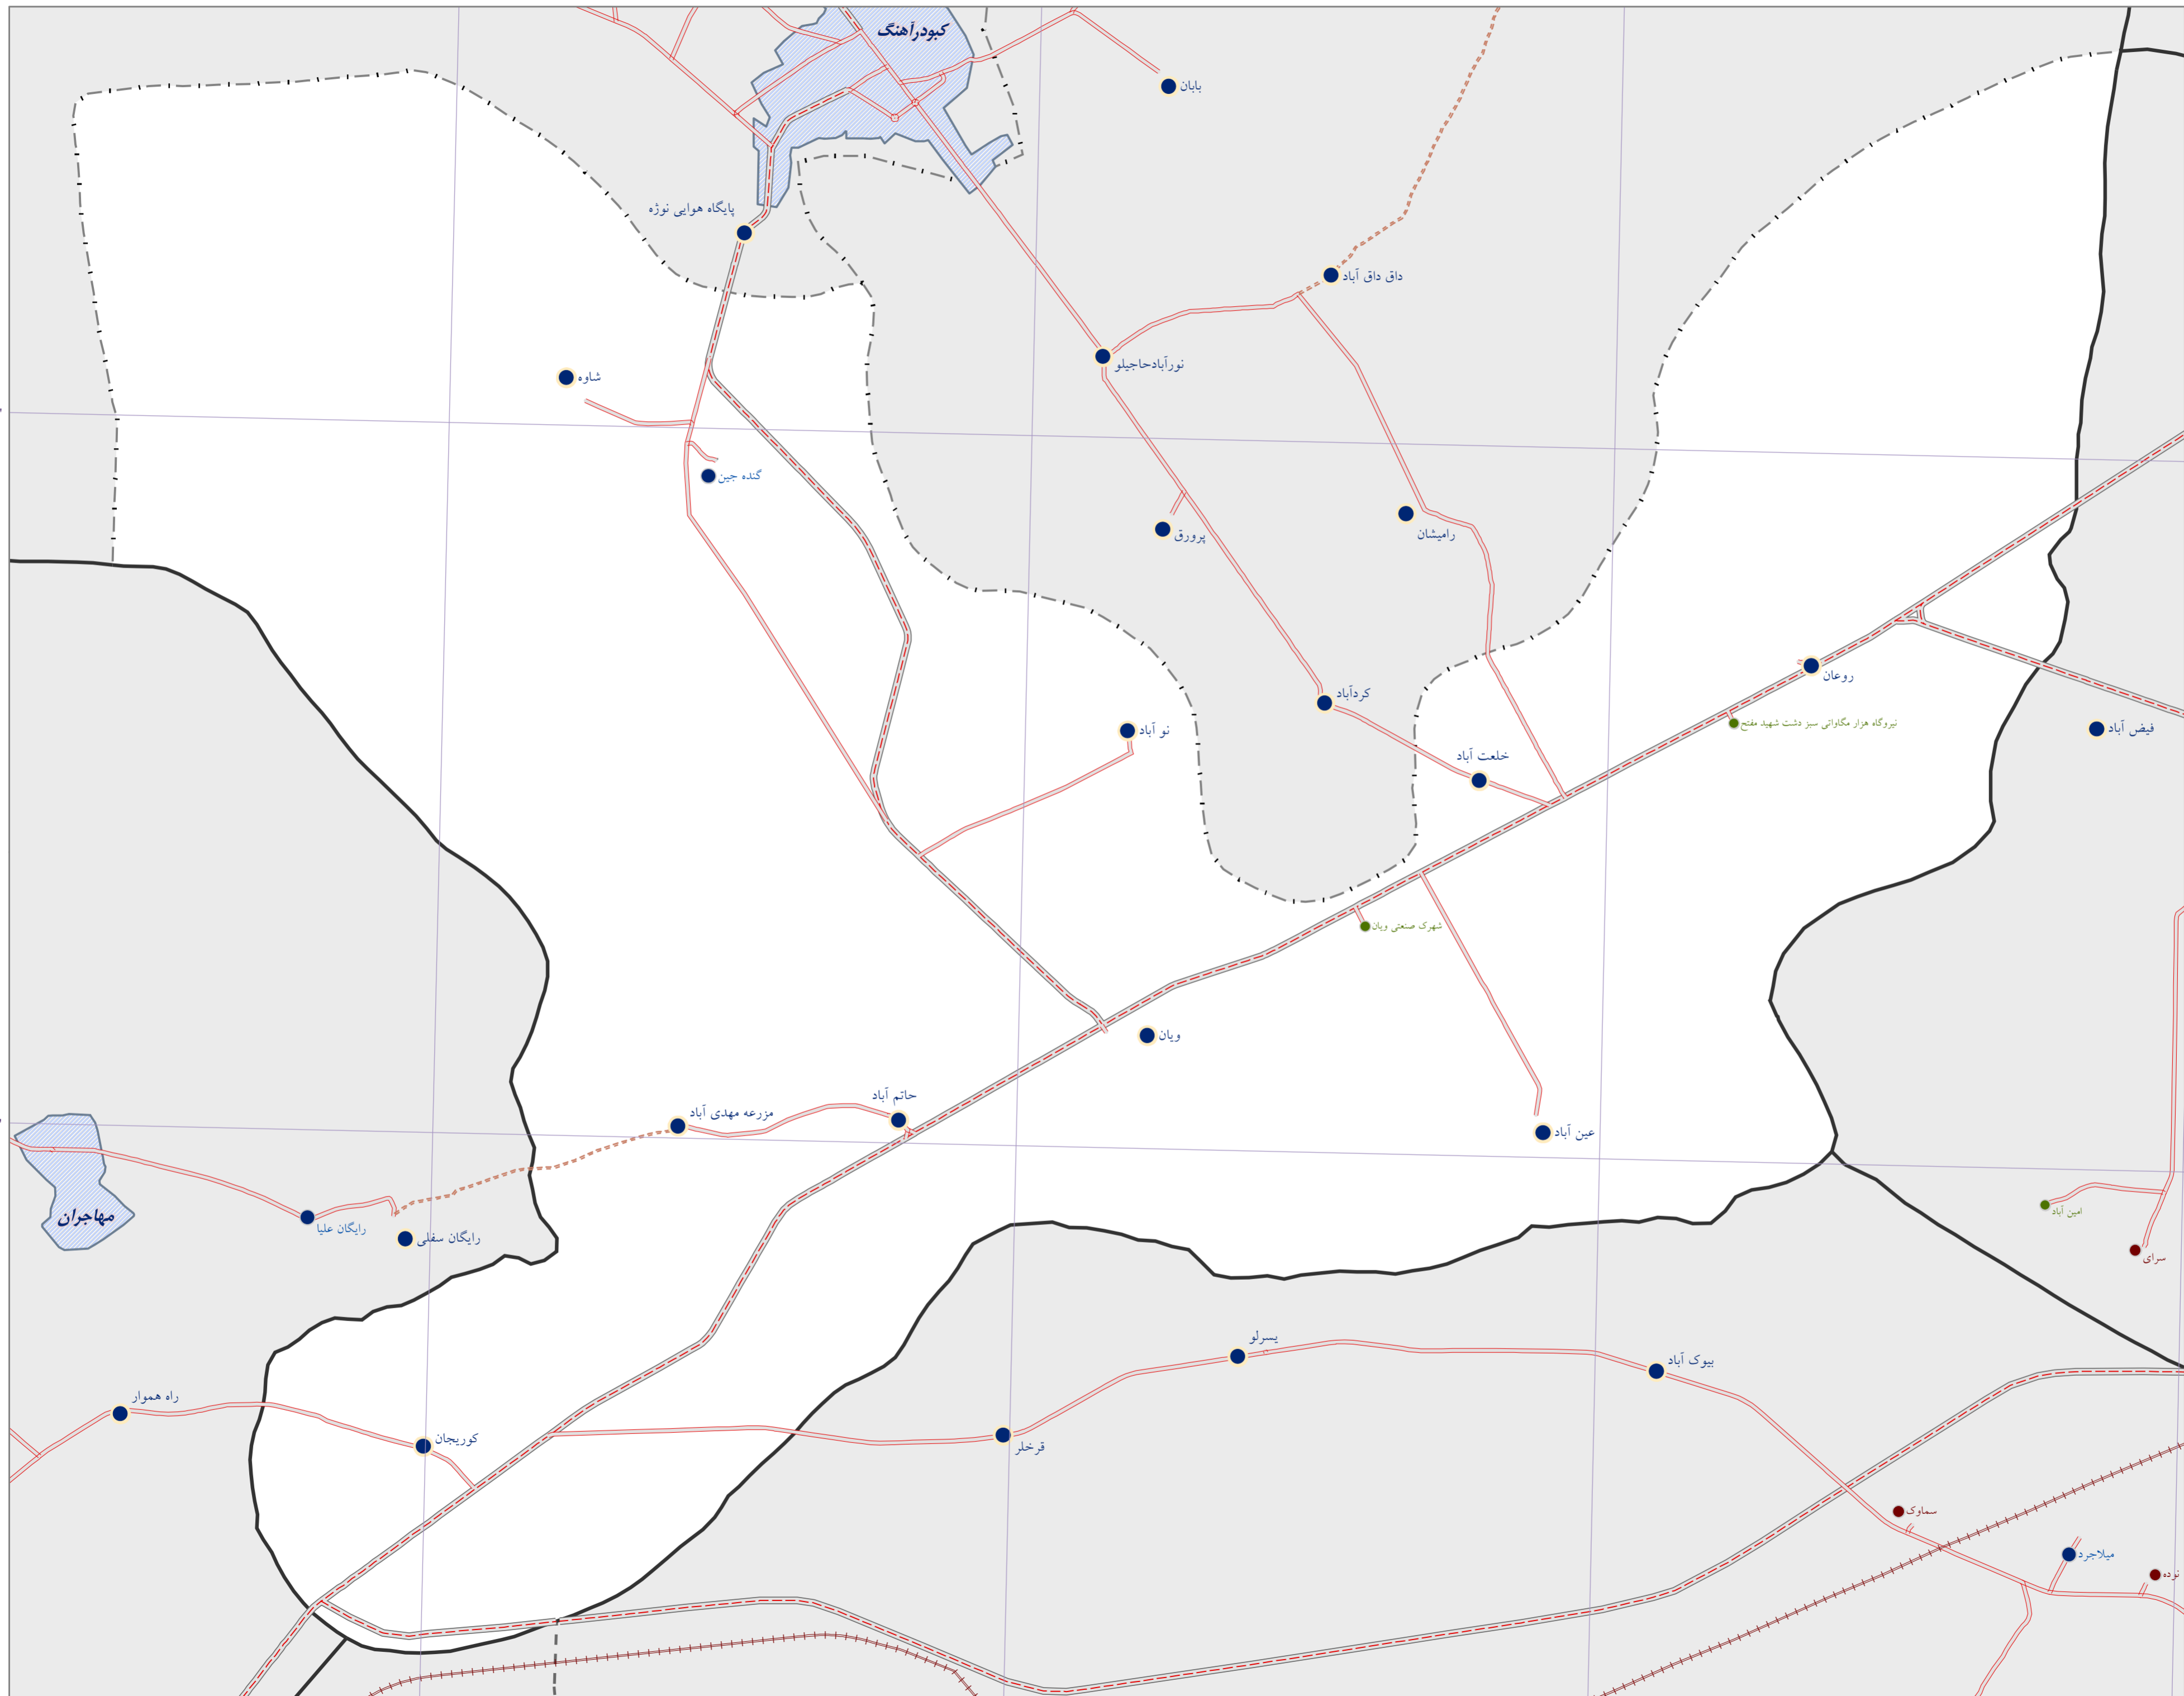 کبودرآهنگ
بابان
پایگاه هوایی نوژه
داق داق آباد
نورآبادحاجیلو
شاوه
گنده جین
پرورق
رامیشان
روعان
کردآباد
نیروگاه هزار مگاواتی سبز دشت شهید مفتح
فیض آباد
نو آباد
خلعت آباد
شهرک صنعتی ویان
ویان
حاتم آباد
مزرعه مهدی آباد
عین آباد
امین آباد
مهاجران
رایگان علیا
رایگان سفلی
سرای
یسرلو
بیوک آباد
راه هموار
کوریجان
قرخلر
سماوک
میلاجرد
نوده